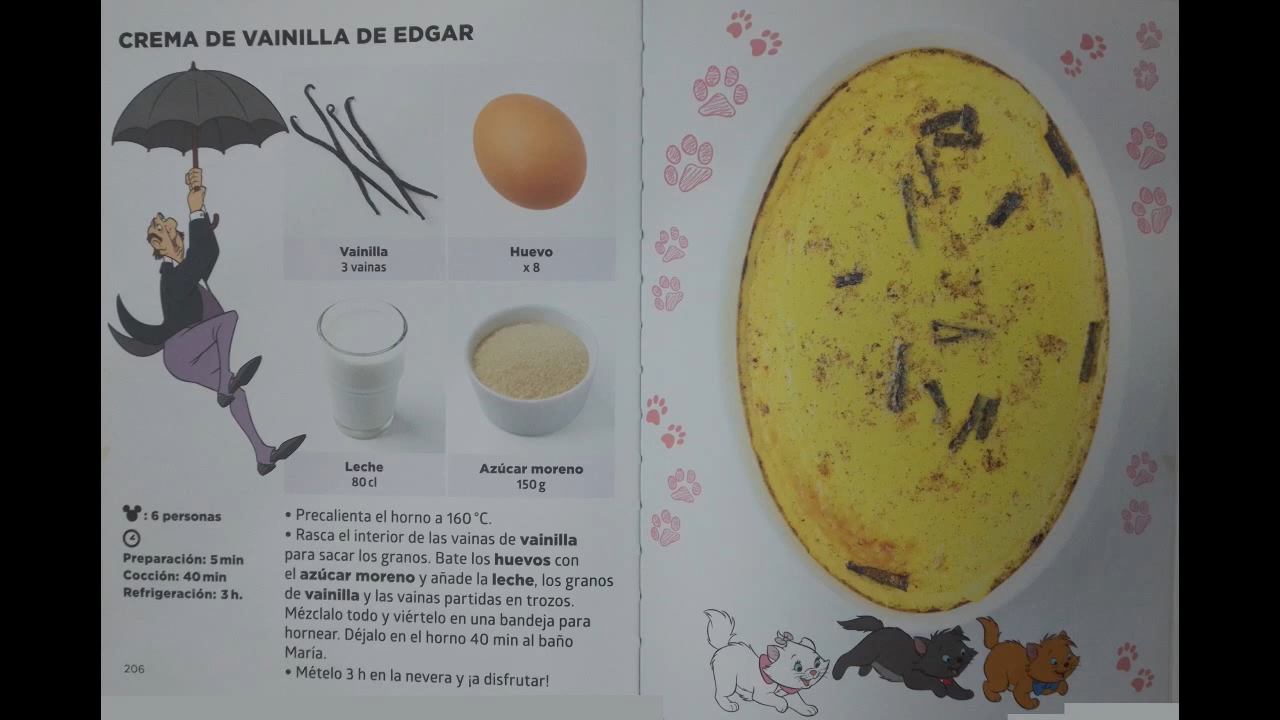 CREMA DE VAINILLA DE EDGAR
Vainilla
3 vainas
Huevo
x 8
Leche
80 cl
Azúcar moreno
150 g
: 6 personas
Preparación: 5 min
Cocción: 40 min
Refrigeración: 3 h.
• Precalienta el horno a 160 °C.
• Rasca el interior de las vainas de vainilla
para sacar los granos. Bate los huevos con
el azúcar moreno y añade la leche, los granos
de vainilla y las vainas partidas en trozos.
Mézclalo todo y viértelo en una bandeja para
hornear. Déjalo en el horno 40 min al baño
María.
• Mételo 3 h en la nevera y ¡a disfrutar!
206